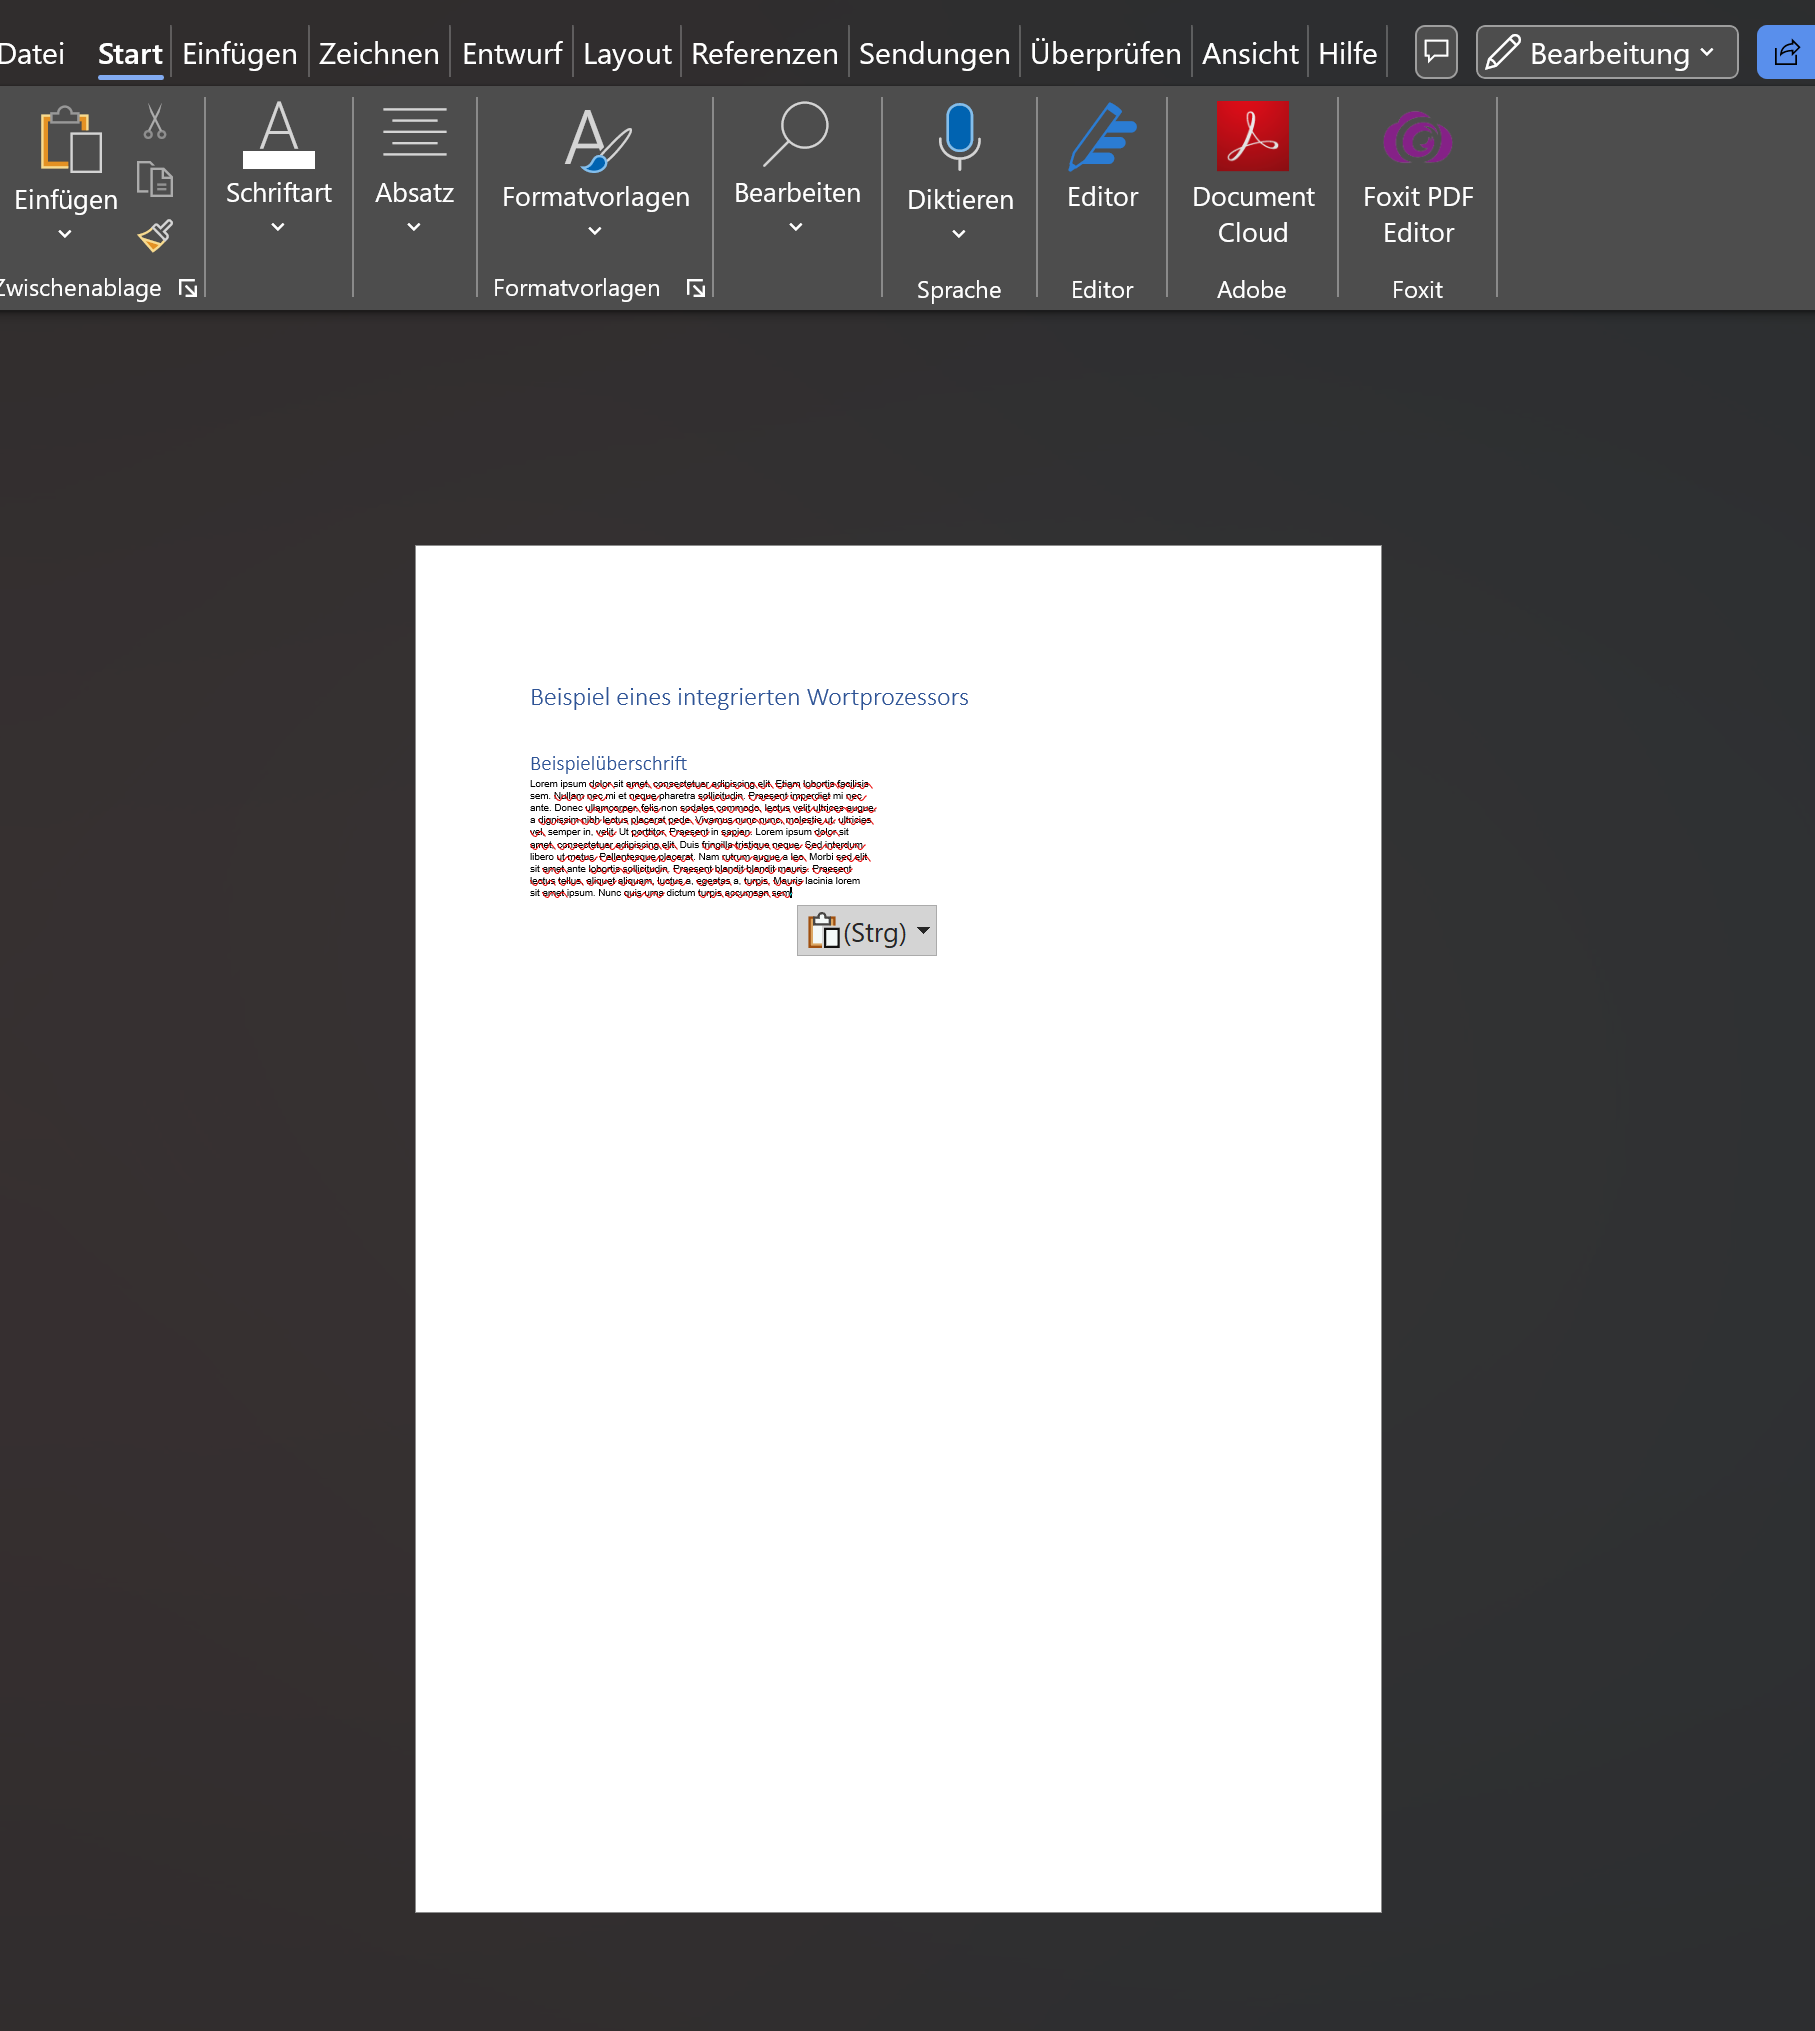 Datei Start Einfügen Zeichnen Entwurf Layout Referenzen Sendungen Überprüfen Ansicht Hilfe Bearbeitung
Einfügen Schriftart Absatz Formatvorlagen Bearbeiten Diktieren Editor Document Cloud Foxit PDF Editor
Zwischenablage Formatvorlagen Sprache Editor Adobe Foxit
Beispiel eines integrierten Wortprozessors
Beispielüberschrift
Lorem ipsum dolor sit amet, consectetuer adipiscing elit. Etiam lobortis facilisis
sem. Nullam nec mi et neque pharetra sollicitudin. Praesent imperdiet mi nec
ante. Donec ullamcorper, felis non sodales commodo, lectus velit ultrices augue,
a dignissim nibh lectus placerat pede. Vivamus nunc nunc, molestie ut, ultricies
vel, semper in, velit. Ut porttitor. Praesent in sapien. Lorem ipsum dolor sit
amet, consectetuer adipiscing elit. Duis fringilla tristique neque. Sed interdum
libero ut metus. Pellentesque placerat. Nam rutrum augue a leo. Morbi sed elit
sit amet ante lobortis sollicitudin. Praesent blandit blandit mauris. Praesent
lectus tellus, aliquet aliquam, luctus a, egestas a, turpis. Mauris lacinia lorem
sit amet ipsum. Nunc quis urna dictum turpis accumsan sem
(Strg)